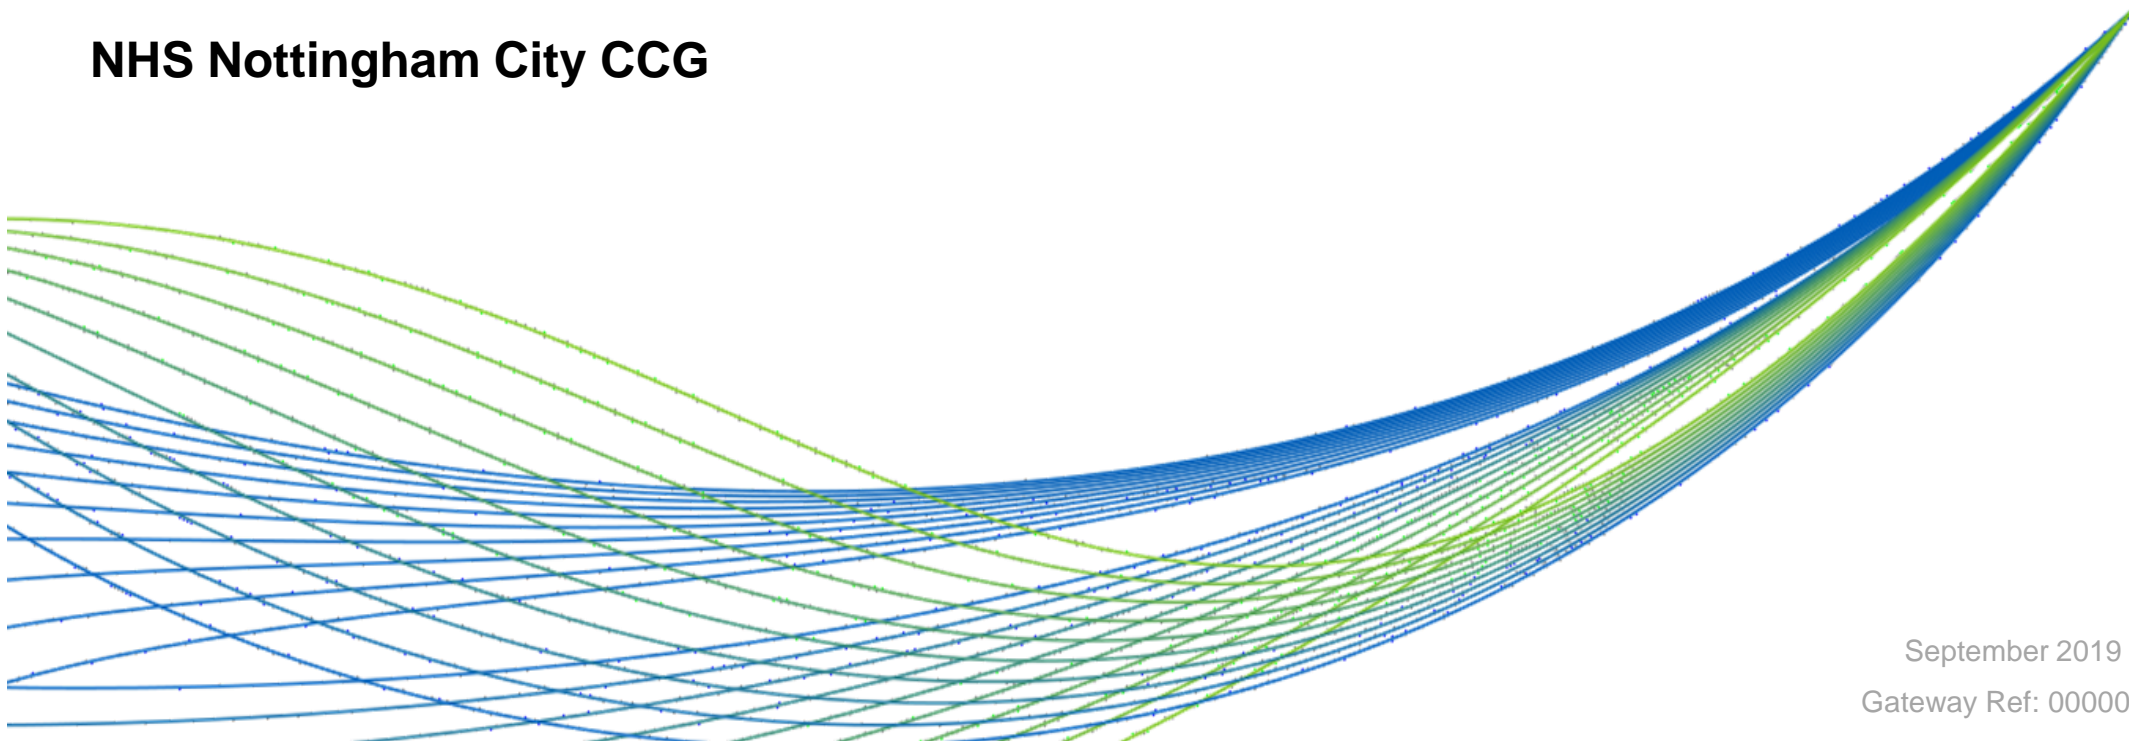 NHS Nottingham City CCG
September 2019
Gateway Ref: 00000